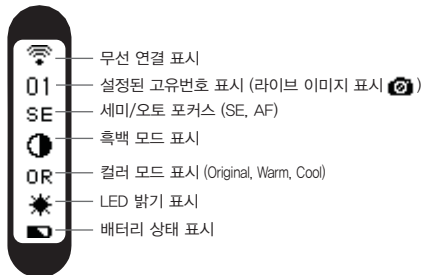 무선 연결 표시
01 설정된 고유번호 표시 (라이브 이미지 표시 )
SE 세미/오토 포커스 (SE, AF)
흑백 모드 표시
OR 컬러 모드 표시 (Original, Warm, Cool)
LED 밝기 표시
배터리 상태 표시